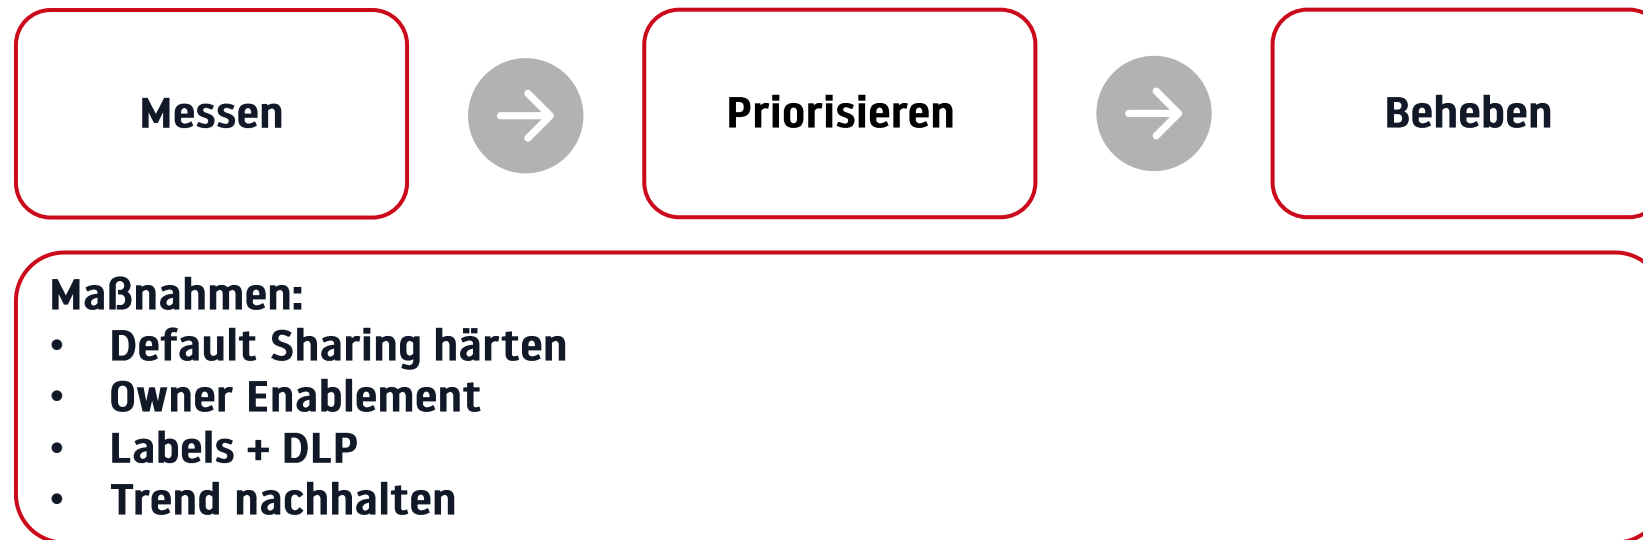 Messen
Priorisieren
Beheben
Maßnahmen:
• Default Sharing härten
• Owner Enablement
• Labels + DLP
• Trend nachhalten